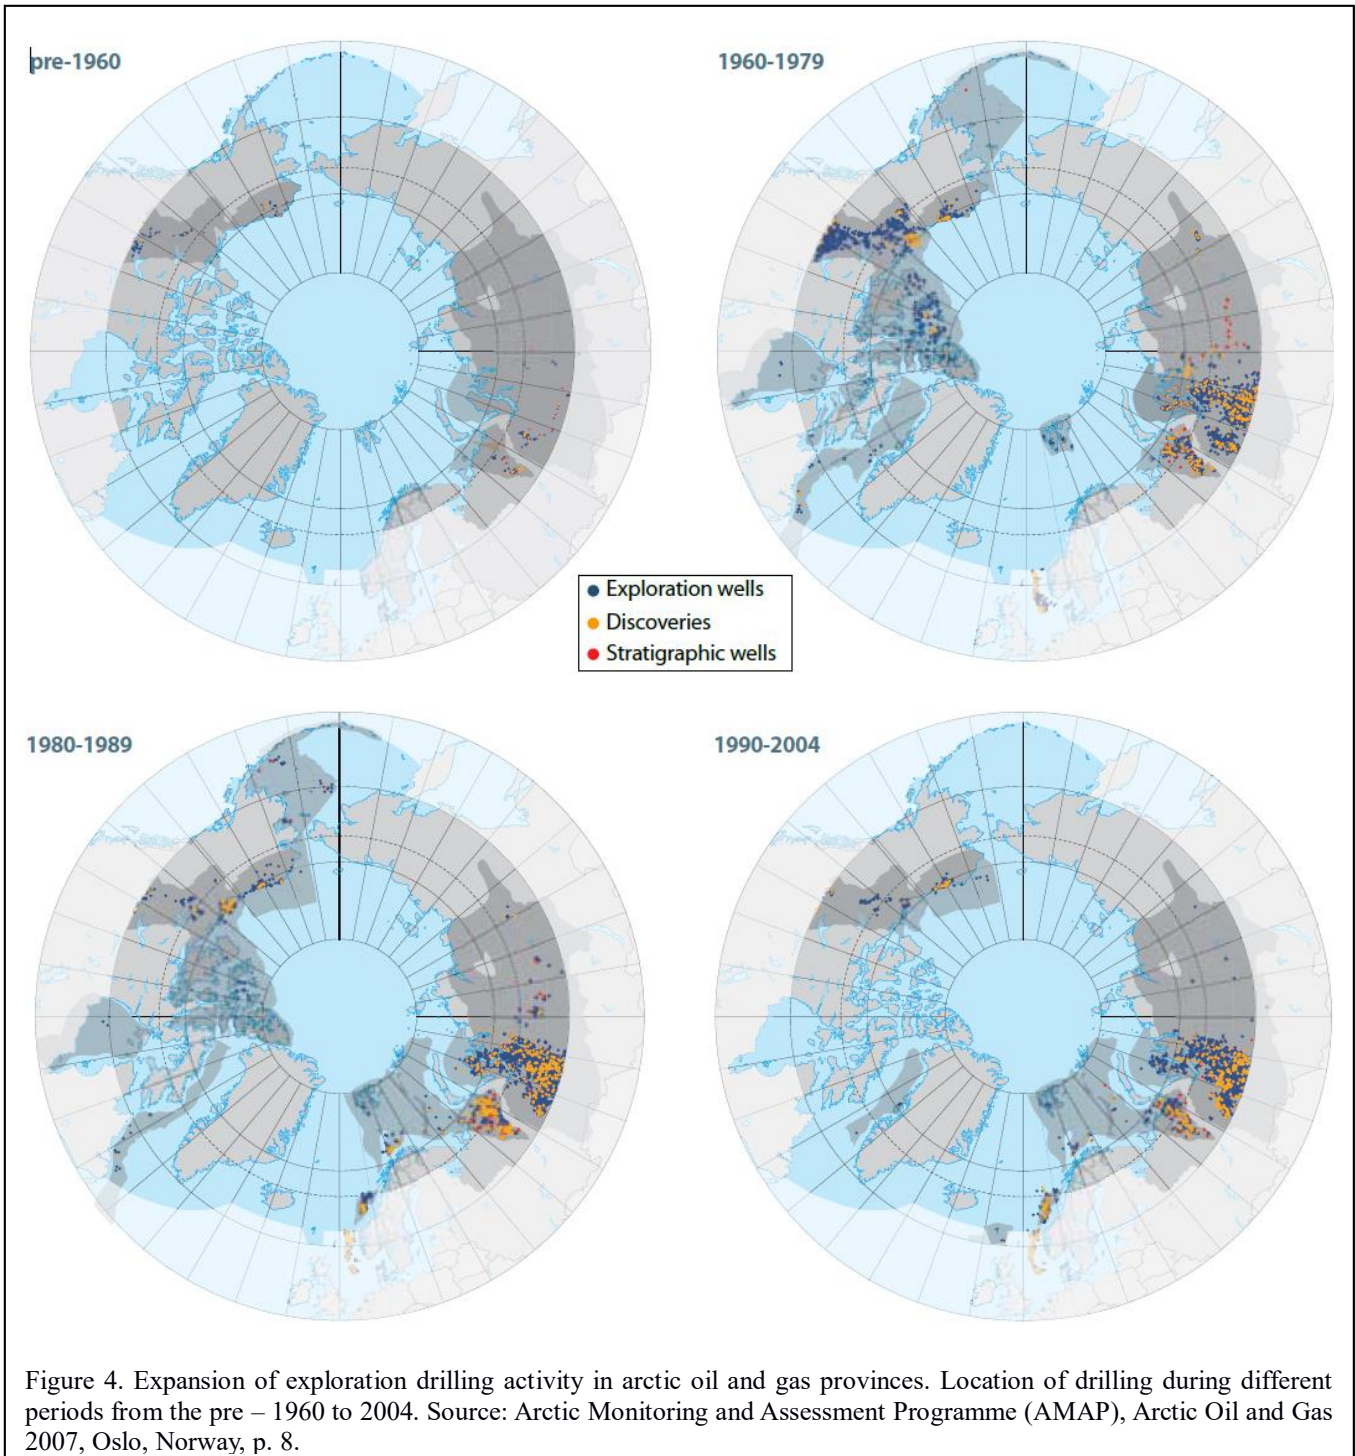 pre-1960
1960-1979
Exploration wells
Discoveries
Stratigraphic wells
1980-1989
1990-2004
Figure 4. Expansion of exploration drilling activity in arctic oil and gas provinces. Location of drilling during different
periods from the pre – 1960 to 2004. Source: Arctic Monitoring and Assessment Programme (AMAP), Arctic Oil and Gas
2007, Oslo, Norway, p. 8.